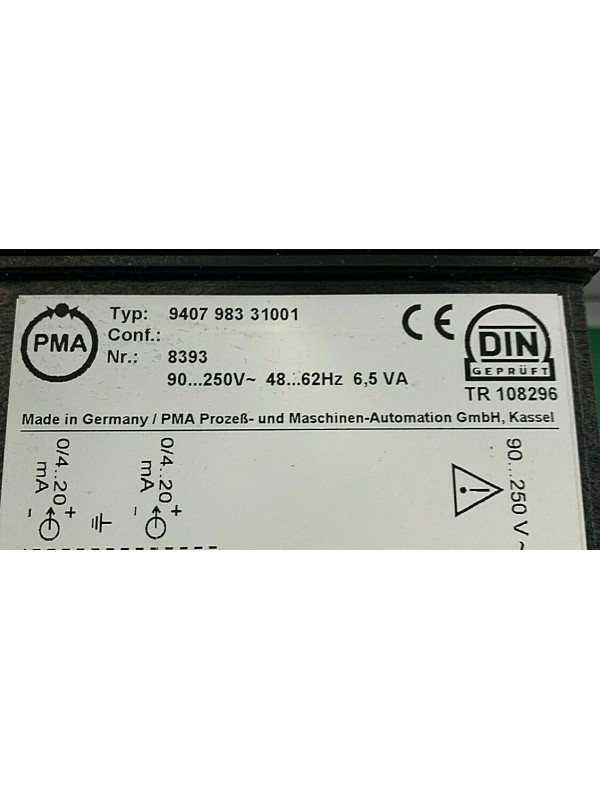 PMA
Typ: 9407 983 31001
Conf.:
Nr.: 8393
90...250V~ 48...62Hz 6,5 VA
CE
DIN
GEPRÜFT
TR 108296
Made in Germany / PMA Prozeß- und Maschinen-Automation GmbH, Kassel
0/4..20
mA
- +
0/4..20
mA
- +
90...250 V ~